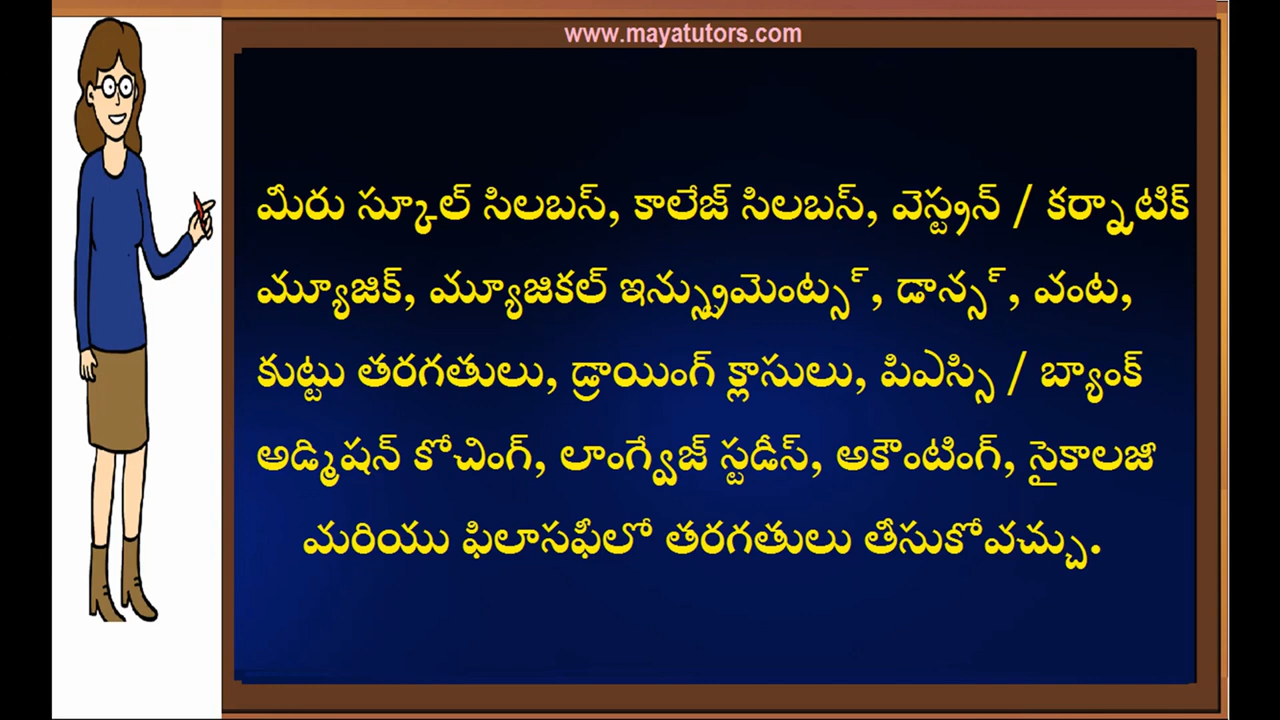 www.mayatutors.com
మీరు స్కూల్ సిలబస్, కాలేజ్ సిలబస్, వెస్ట్రన్ / కర్నాటిక్
మ్యూజిక్, మ్యూజికల్ ఇన్స్ట్రుమెంట్స్, డాన్స్, వంట,
కుట్టు తరగతులు, డ్రాయింగ్ క్లాసులు, పిఎస్సి / బ్యాంక్
అడ్మిషన్ కోచింగ్, లాంగ్వేజ్ స్టడీస్, అకౌంటింగ్, సైకాలజీ
మరియు ఫిలాసఫీలో తరగతులు తీసుకోవచ్చు.